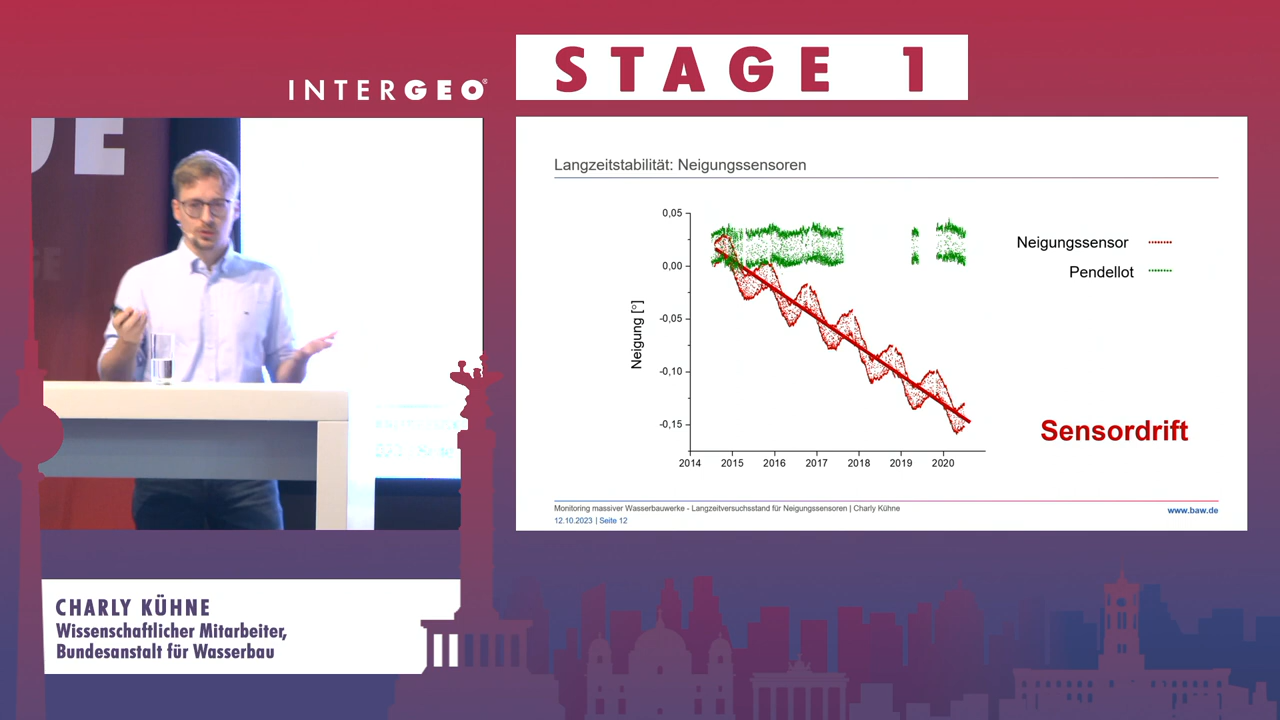 INTERGEO®
STAGE 1
Langzeitstabilität: Neigungssensoren
0,05
0,00
-0,05
-0,10
-0,15
Neigung [°]
2014 2015 2016 2017 2018 2019 2020
Neigungssensor
Pendellot
Sensordrift
Monitoring massiver Wasserbauwerke - Langzeitversuchsstand für Neigungssensoren | Charly Kühne
12.10.2023 | Seite 12
www.baw.de
CHARLY KÜHNE
Wissenschaftlicher Mitarbeiter,
Bundesanstalt für Wasserbau